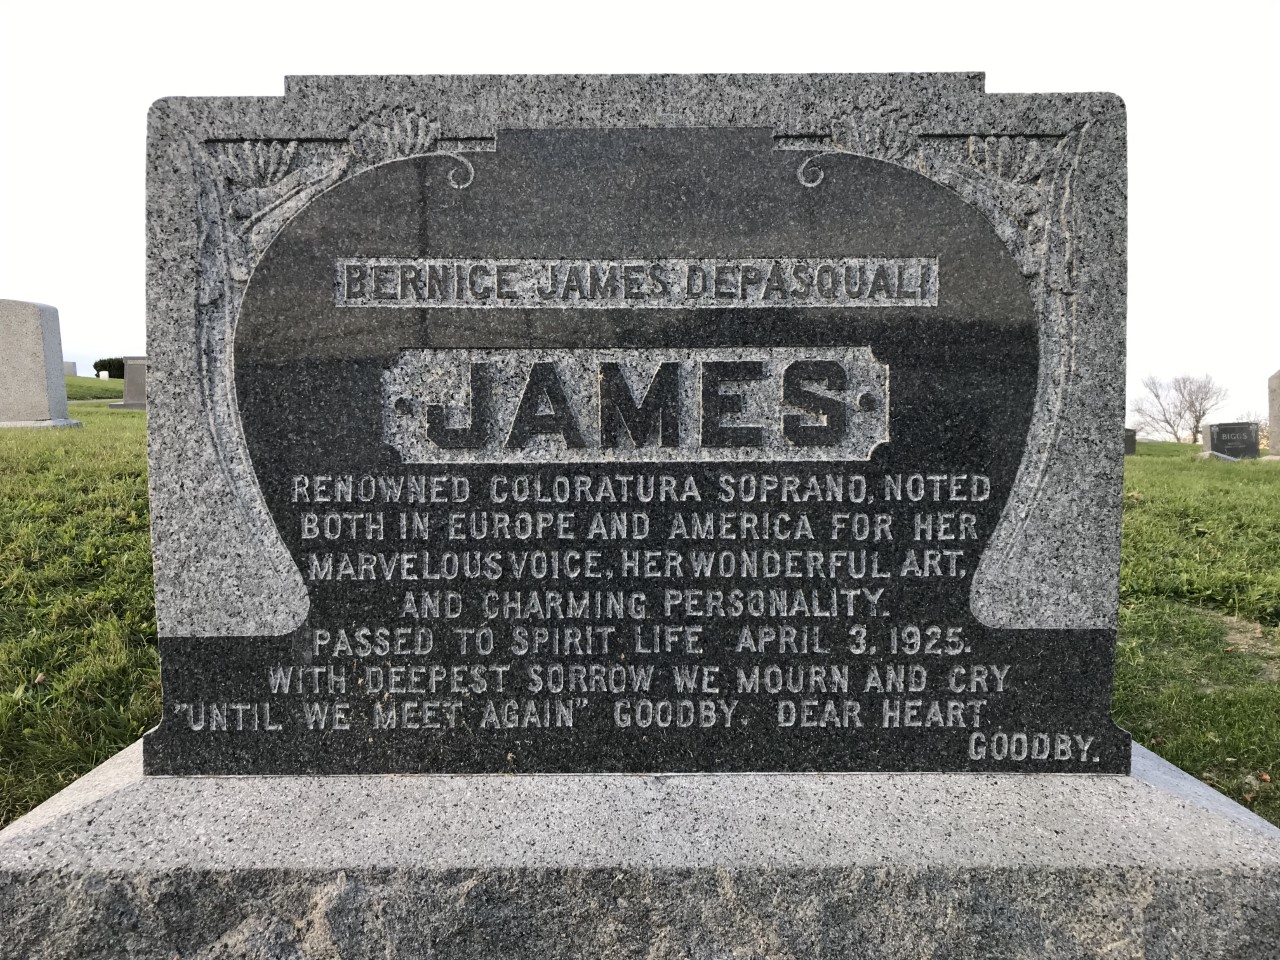 BERNICE JAMES DEPASQUALI
JAMES
RENOWNED COLORATURA SOPRANO, NOTED
BOTH IN EUROPE AND AMERICA FOR HER
MARVELOUS VOICE, HER WONDERFUL ART,
AND CHARMING PERSONALITY.
PASSED TO SPIRIT LIFE APRIL 3, 1925.
WITH DEEPEST SORROW WE MOURN AND CRY
"UNTIL WE MEET AGAIN" GOODBY. DEAR HEART
GOODBY.
BIGGS